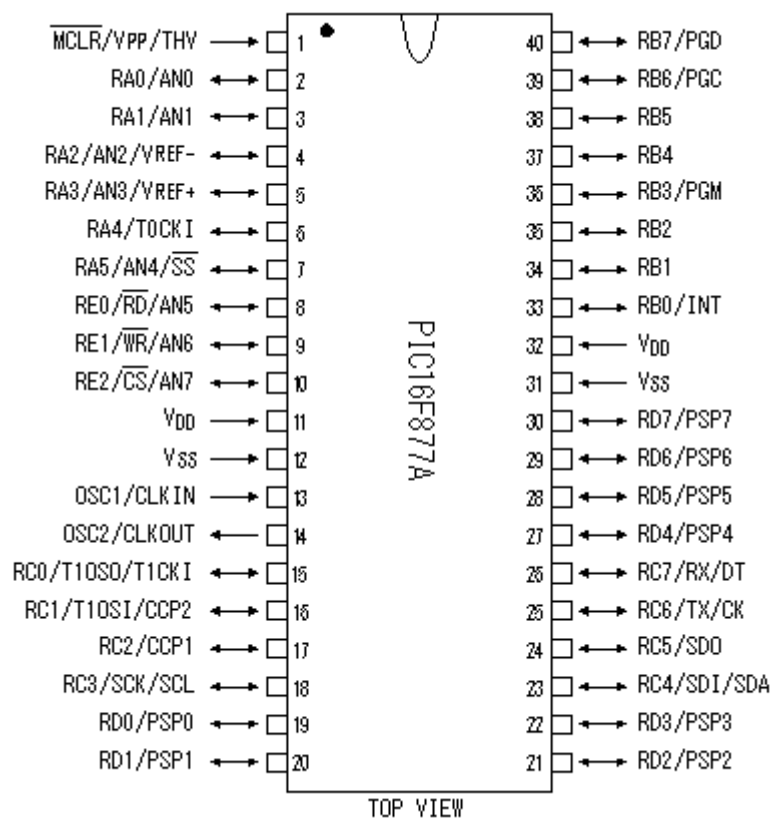 MCLR/VPP/THV 1 40 RB7/PGD
RA0/AN0 2 39 RB6/PGC
RA1/AN1 3 38 RB5
RA2/AN2/VREF- 4 37 RB4
RA3/AN3/VREF+ 5 36 RB3/PGM
RA4/T0CKI 6 35 RB2
RA5/AN4/SS 7 34 RB1
RE0/RD/AN5 8 33 RB0/INT
RE1/WR/AN6 9 32 VDD
RE2/CS/AN7 10 31 VSS
VDD 11 30 RD7/PSP7
VSS 12 29 RD6/PSP6
OSC1/CLKIN 13 28 RD5/PSP5
OSC2/CLKOUT 14 27 RD4/PSP4
RC0/T1OSO/T1CKI 15 26 RC7/RX/DT
RC1/T1OSI/CCP2 16 25 RC6/TX/CK
RC2/CCP1 17 24 RC5/SDO
RC3/SCK/SCL 18 23 RC4/SDI/SDA
RD0/PSP0 19 22 RD3/PSP3
RD1/PSP1 20 21 RD2/PSP2
PIC16F877A
TOP VIEW